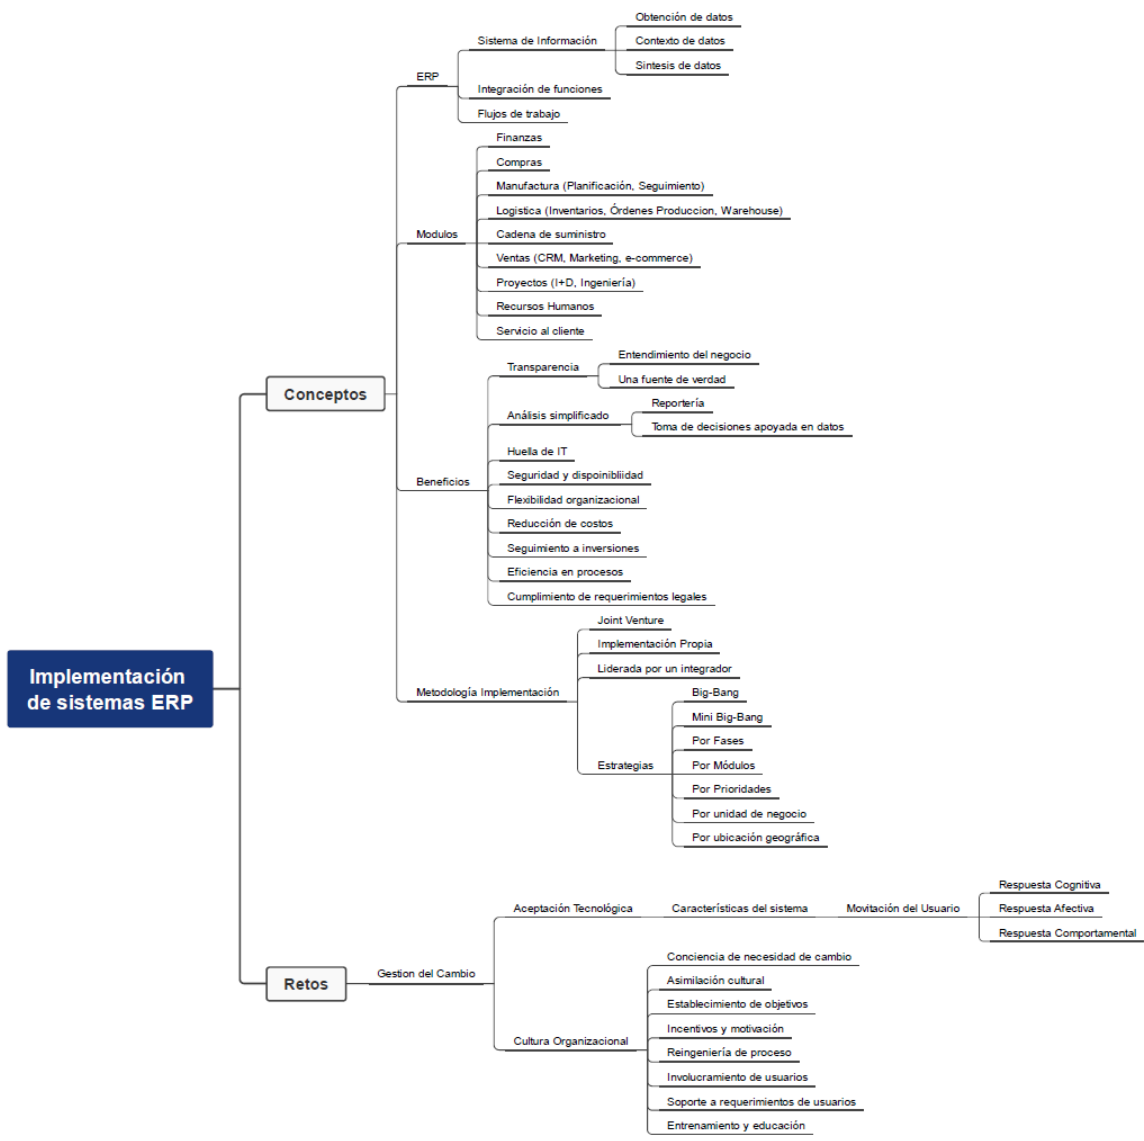 Implementación
de sistemas ERP
Conceptos
ERP
Sistema de Información
Obtención de datos
Contexto de datos
Sintesis de datos
Integración de funciones
Flujos de trabajo
Modulos
Finanzas
Compras
Manufactura (Planificación, Seguimiento)
Logistica (Inventarios, Órdenes Produccion, Warehouse)
Cadena de suministro
Ventas (CRM, Marketing, e-commerce)
Proyectos (I+D, Ingeniería)
Recursos Humanos
Servicio al cliente
Beneficios
Transparencia
Entendimiento del negocio
Una fuente de verdad
Análisis simplificado
Reportería
Toma de decisiones apoyada en datos
Huella de IT
Seguridad y dispoinibliidad
Flexibilidad organizacional
Reducción de costos
Seguimiento a inversiones
Eficiencia en procesos
Cumplimiento de requerimientos legales
Metodología Implementación
Joint Venture
Implementación Propia
Liderada por un integrador
Estrategias
Big-Bang
Mini Big-Bang
Por Fases
Por Módulos
Por Prioridades
Por unidad de negocio
Por ubicación geográfica
Retos
Gestion del Cambio
Aceptación Tecnológica
Características del sistema
Movitación del Usuario
Respuesta Cognitiva
Respuesta Afectiva
Respuesta Comportamental
Cultura Organizacional
Conciencia de necesidad de cambio
Asimilación cultural
Establecimiento de objetivos
Incentivos y motivación
Reingeniería de proceso
Involucramiento de usuarios
Soporte a requerimientos de usuarios
Entrenamiento y educación